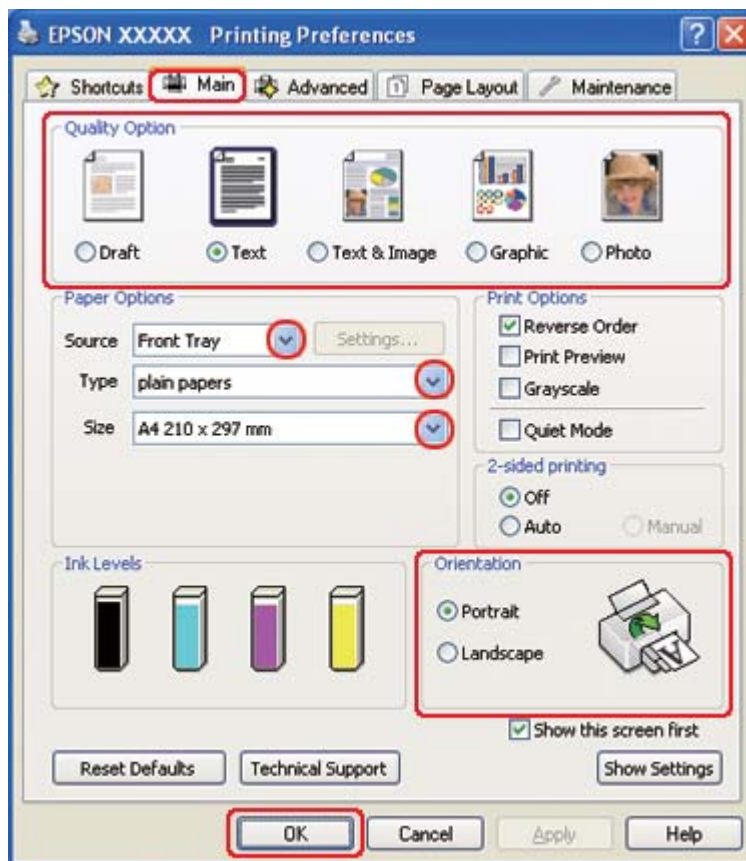 EPSON XXXXX Printing Preferences
Shortcuts Main Advanced 1 Page Layout Maintenance
Quality Option
Draft Text Text & Image Graphic Photo
Paper Options
Source Front Tray Settings...
Type plain papers
Size A4 210 x 297 mm
Print Options
Reverse Order
Print Preview
Grayscale
Quiet Mode
2-sided printing
Off
Auto Manual
Ink Levels
Orientation
Portrait
Landscape
A
Show this screen first
Reset Defaults Technical Support Show Settings
OK Cancel Apply Help